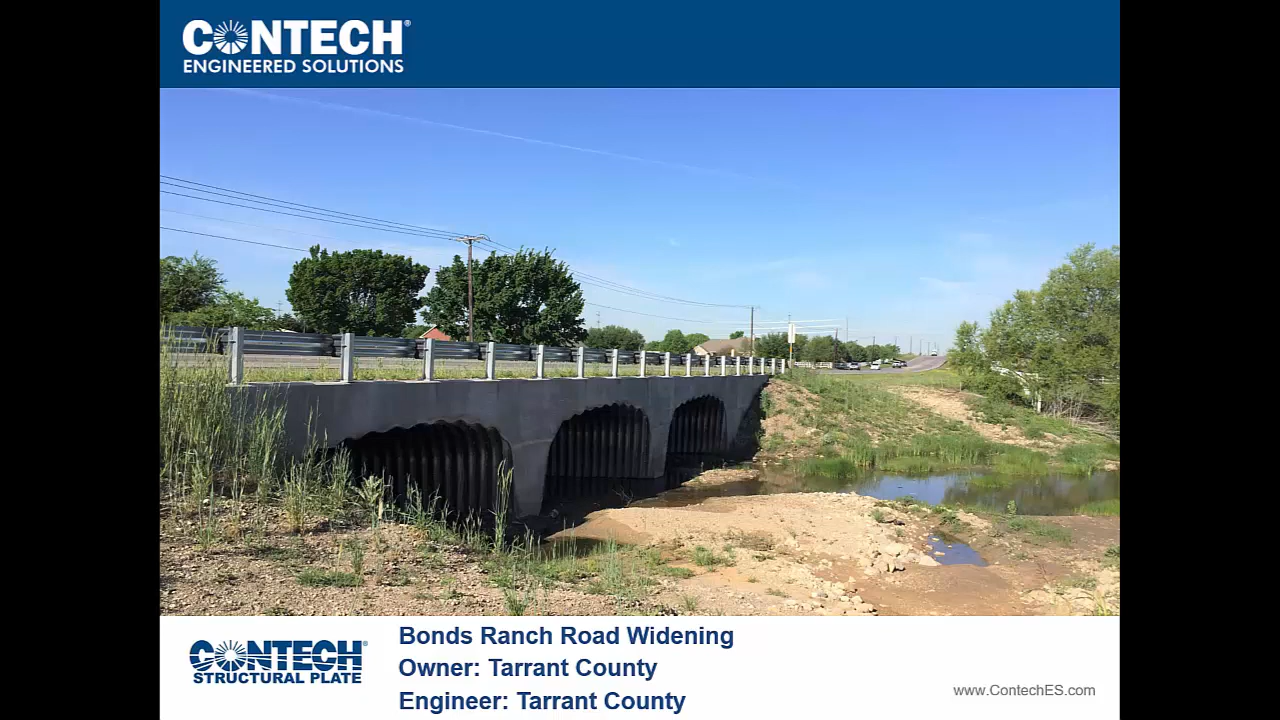 CONTECH®
ENGINEERED SOLUTIONS
CONTECH®
STRUCTURAL PLATE
Bonds Ranch Road Widening
Owner: Tarrant County
Engineer: Tarrant County
www.ContechES.com